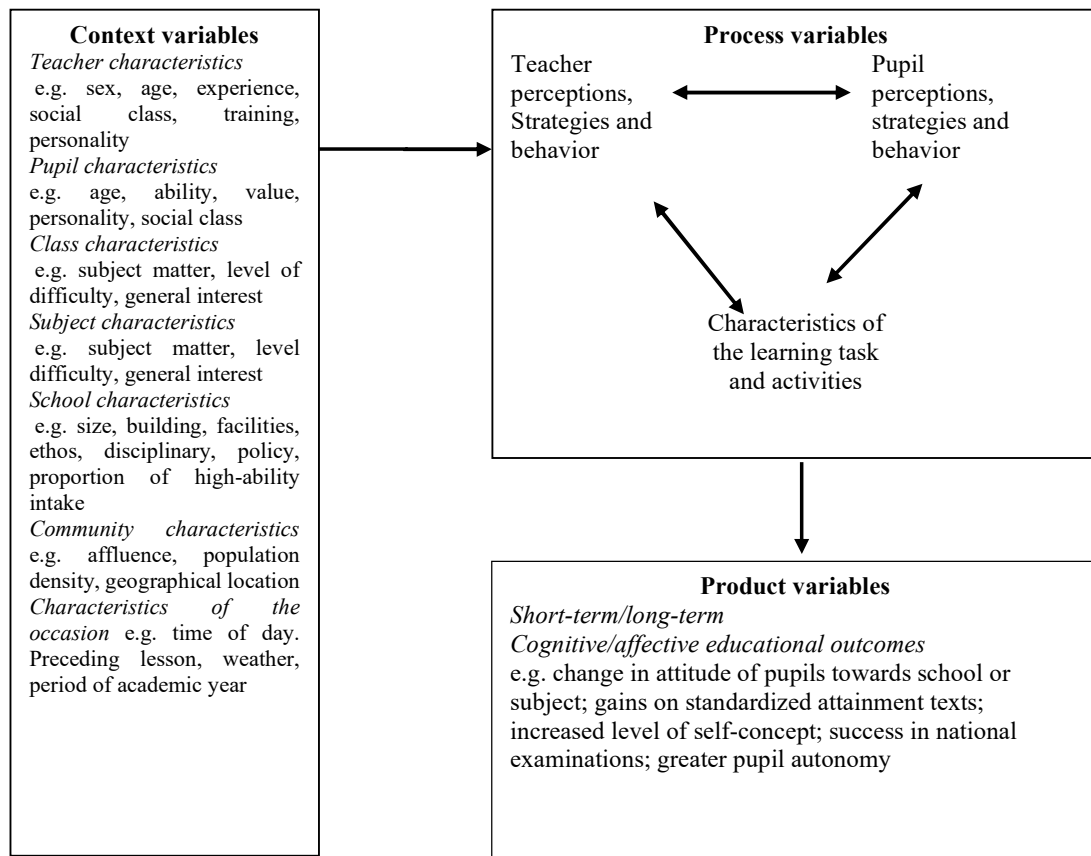 Context variables
Teacher characteristics
e.g. sex, age, experience,
social class, training,
personality
Pupil characteristics
e.g. age, ability, value,
personality, social class
Class characteristics
e.g. subject matter, level of
difficulty, general interest
Subject characteristics
e.g. subject matter, level
difficulty, general interest
School characteristics
e.g. size, building, facilities,
ethos, disciplinary, policy,
proportion of high-ability
intake
Community characteristics
e.g. affluence, population
density, geographical location
Characteristics of the
occasion e.g. time of day.
Preceding lesson, weather,
period of academic year
Process variables
Teacher
perceptions,
Strategies and
behavior
Pupil
perceptions,
strategies and
behavior
Characteristics of
the learning task
and activities
Product variables
Short-term/long-term
Cognitive/affective educational outcomes
e.g. change in attitude of pupils towards school or
subject; gains on standardized attainment texts;
increased level of self-concept; success in national
examinations; greater pupil autonomy